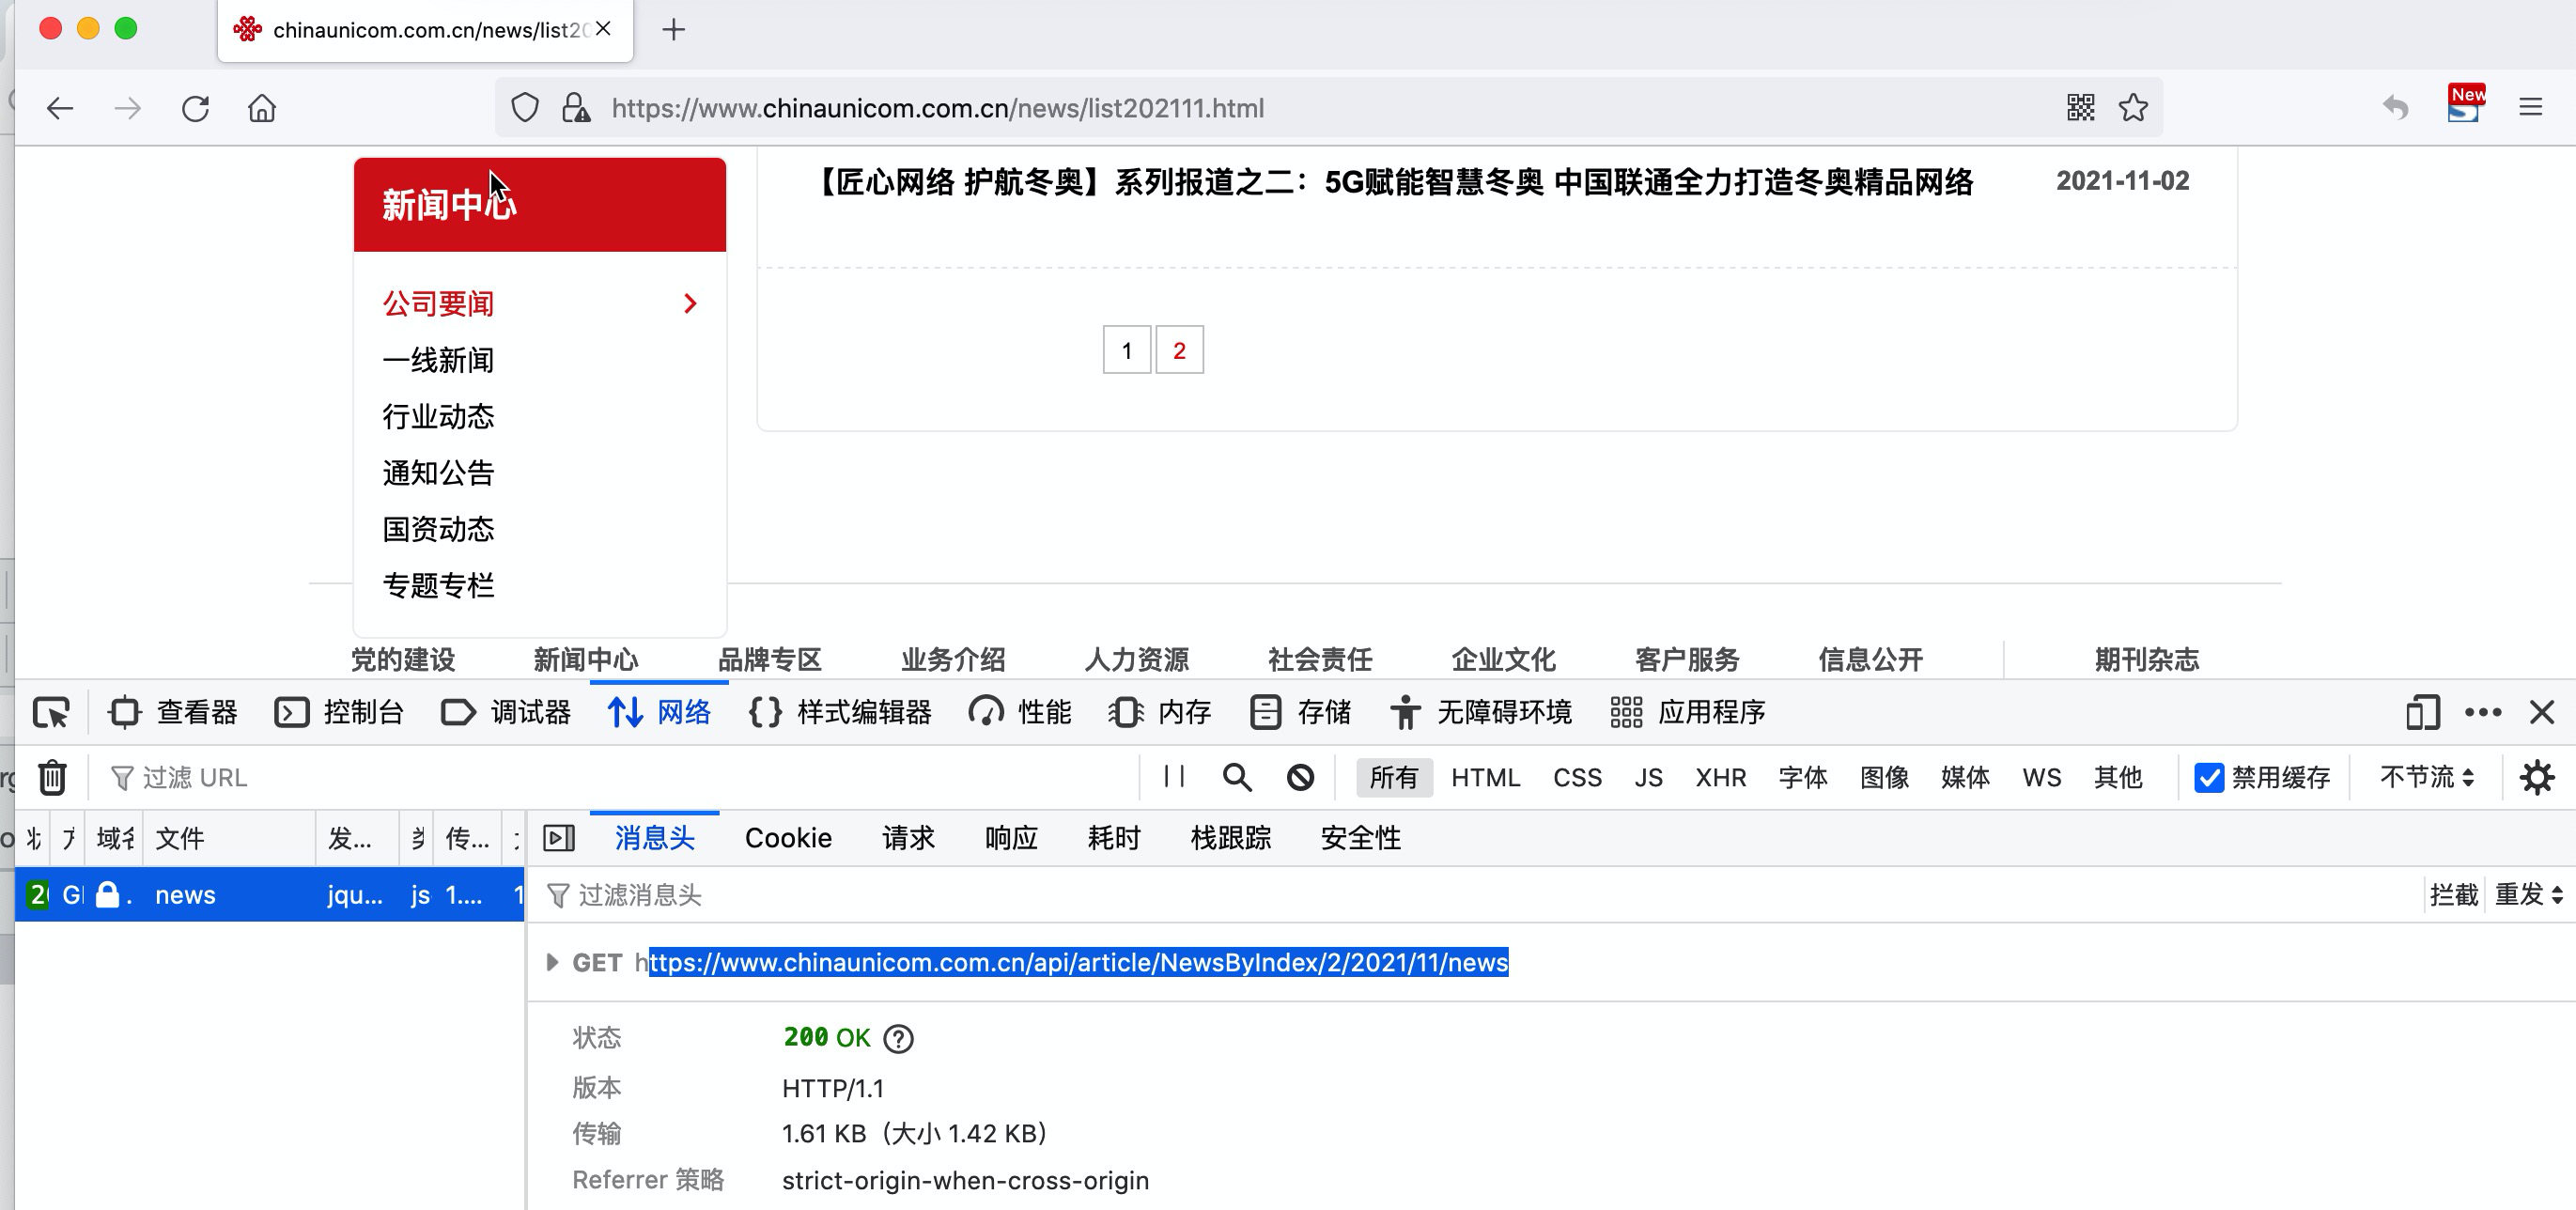 chinaunicom.com.cn/news/list20
https://www.chinaunicom.com.cn/news/list202111.html
New
新闻中心
【匠心网络 护航冬奥】系列报道之二：5G赋能智慧冬奥 中国联通全力打造冬奥精品网络
2021-11-02
公司要闻
一线新闻
行业动态
通知公告
国资动态
专题专栏
1 2
党的建设 新闻中心 品牌专区 业务介绍 人力资源 社会责任 企业文化 客户服务 信息公开 期刊杂志
查看器 控制台 调试器 网络 样式编辑器 性能 内存 存储 无障碍环境 应用程序
过滤 URL
所有 HTML CSS JS XHR 字体 图像 媒体 WS 其他 禁用缓存 不节流
文件 发... 传...
消息头 Cookie 请求 响应 耗时 栈跟踪 安全性
news jqu... js 1....
过滤消息头 拦截 重发
GET https://www.chinaunicom.com.cn/api/article/NewsByIndex/2/2021/11/news
状态 200 OK
版本 HTTP/1.1
传输 1.61 KB（大小 1.42 KB）
Referrer 策略 strict-origin-when-cross-origin